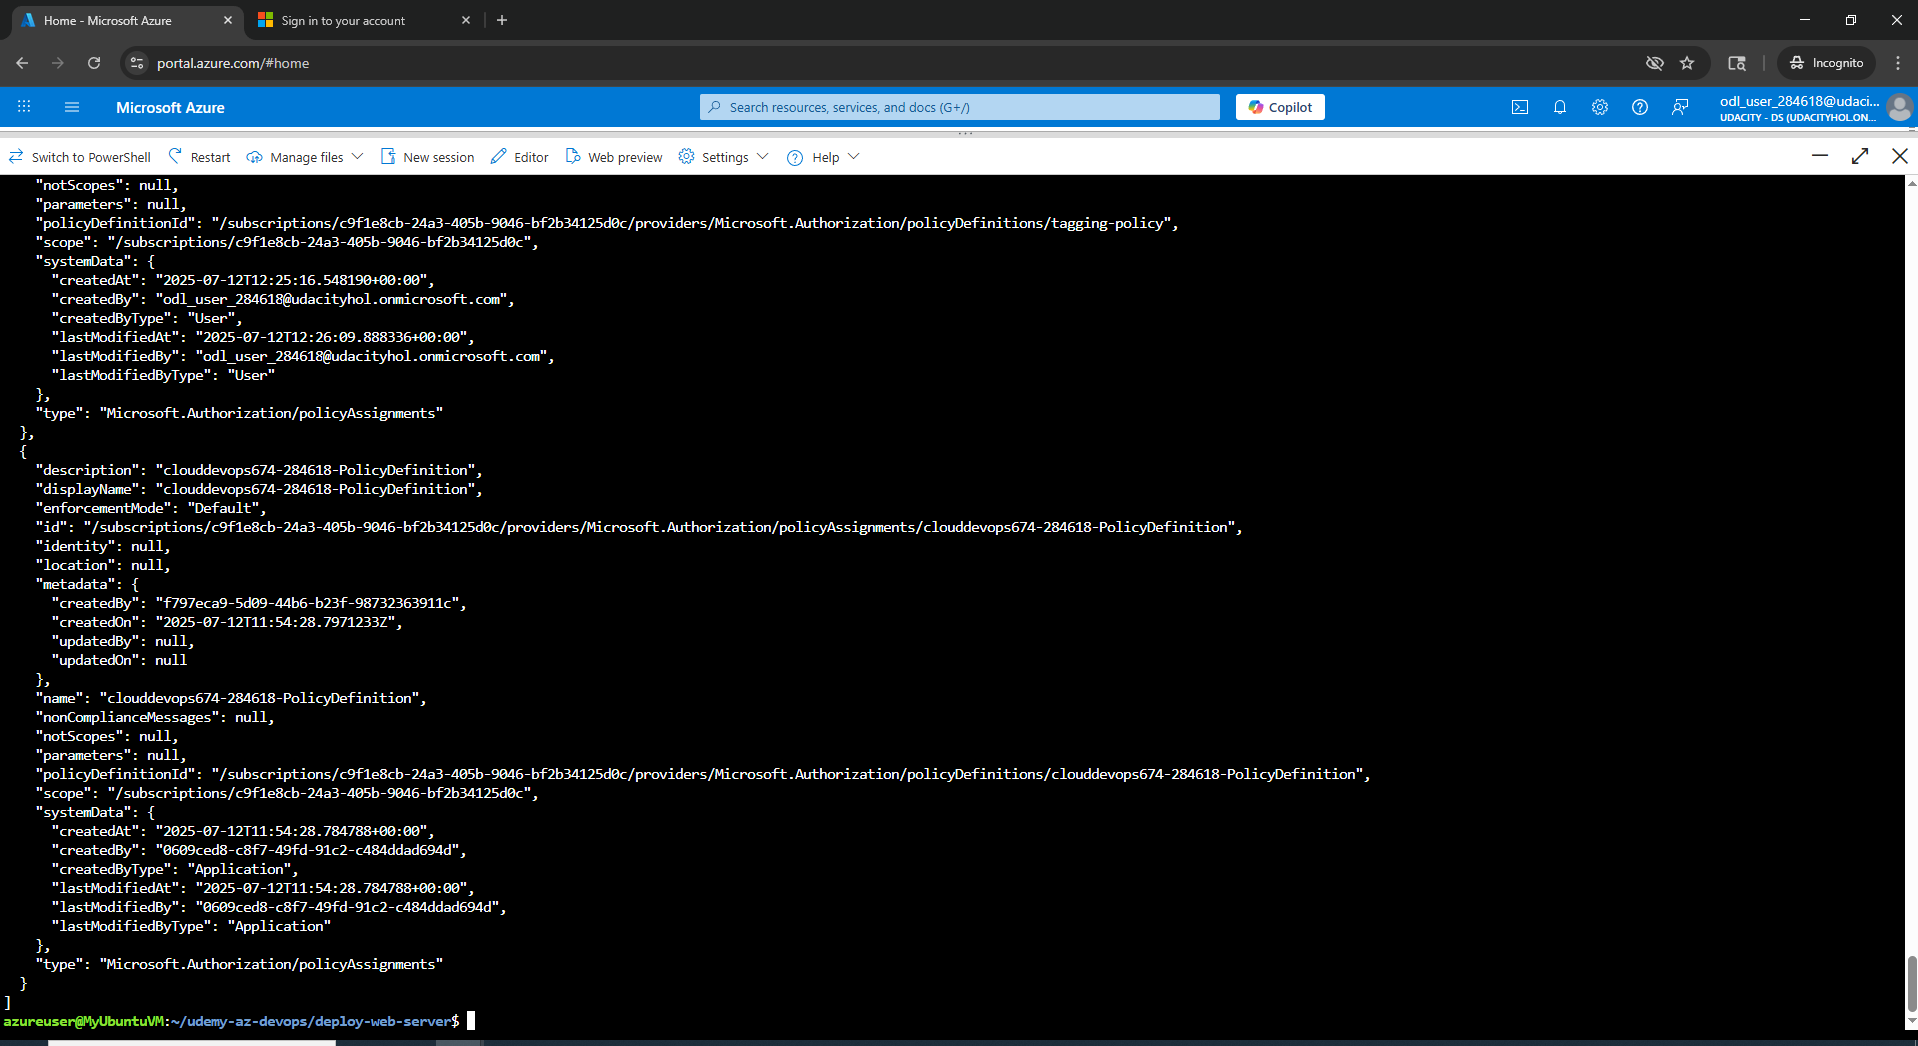 Home - Microsoft Azure
Sign in to your account
portal.azure.com/#home
Incognito
Microsoft Azure
Search resources, services, and docs (G+/)
Copilot
odl_user_284618@udaci...
UDACITY - DS (UDACITYHOL.ON...
Switch to PowerShell
Restart
Manage files
New session
Editor
Web preview
Settings
Help
"notScopes": null,
"parameters": null,
"policyDefinitionId": "/subscriptions/c9f1e8cb-24a3-405b-9046-bf2b34125d0c/providers/Microsoft.Authorization/policyDefinitions/tagging-policy",
"scope": "/subscriptions/c9f1e8cb-24a3-405b-9046-bf2b34125d0c",
"systemData": {
"createdAt": "2025-07-12T12:25:16.548190+00:00",
"createdBy": "odl_user_284618@udacityhol.onmicrosoft.com",
"createdByType": "User",
"lastModifiedAt": "2025-07-12T12:26:09.888336+00:00",
"lastModifiedBy": "odl_user_284618@udacityhol.onmicrosoft.com",
"lastModifiedByType": "User"
},
"type": "Microsoft.Authorization/policyAssignments"
},
{
"description": "clouddevops674-284618-PolicyDefinition",
"displayName": "clouddevops674-284618-PolicyDefinition",
"enforcementMode": "Default",
"id": "/subscriptions/c9f1e8cb-24a3-405b-9046-bf2b34125d0c/providers/Microsoft.Authorization/policyAssignments/clouddevops674-284618-PolicyDefinition",
"identity": null,
"location": null,
"metadata": {
"createdBy": "f797eca9-5d09-44b6-b23f-98732363911c",
"createdOn": "2025-07-12T11:54:28.7971233Z",
"updatedBy": null,
"updatedOn": null
},
"name": "clouddevops674-284618-PolicyDefinition",
"nonComplianceMessages": null,
"notScopes": null,
"parameters": null,
"policyDefinitionId": "/subscriptions/c9f1e8cb-24a3-405b-9046-bf2b34125d0c/providers/Microsoft.Authorization/policyDefinitions/clouddevops674-284618-PolicyDefinition",
"scope": "/subscriptions/c9f1e8cb-24a3-405b-9046-bf2b34125d0c",
"systemData": {
"createdAt": "2025-07-12T11:54:28.784788+00:00",
"createdBy": "0609ced8-c8f7-49fd-91c2-c484ddad694d",
"createdByType": "Application",
"lastModifiedAt": "2025-07-12T11:54:28.784788+00:00",
"lastModifiedBy": "0609ced8-c8f7-49fd-91c2-c484ddad694d",
"lastModifiedByType": "Application"
},
"type": "Microsoft.Authorization/policyAssignments"
}
]
azureuser@MyUbuntuVM:~/udemy-az-devops/deploy-web-server$